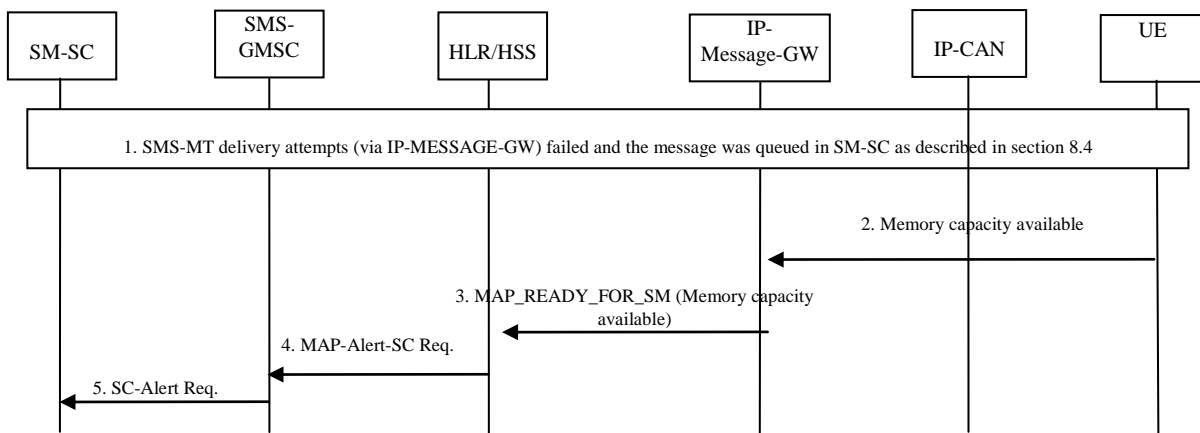 SM-SC
SMS-
GMSC
HLR/HSS
IP-
Message-GW
IP-CAN
UE
1. SMS-MT delivery attempts (via IP-MESSAGE-GW) failed and the message was queued in SM-SC as described in section 8.4
2. Memory capacity available
3. MAP_READY_FOR_SM (Memory capacity
available)
4. MAP-Alert-SC Req.
5. SC-Alert Req.